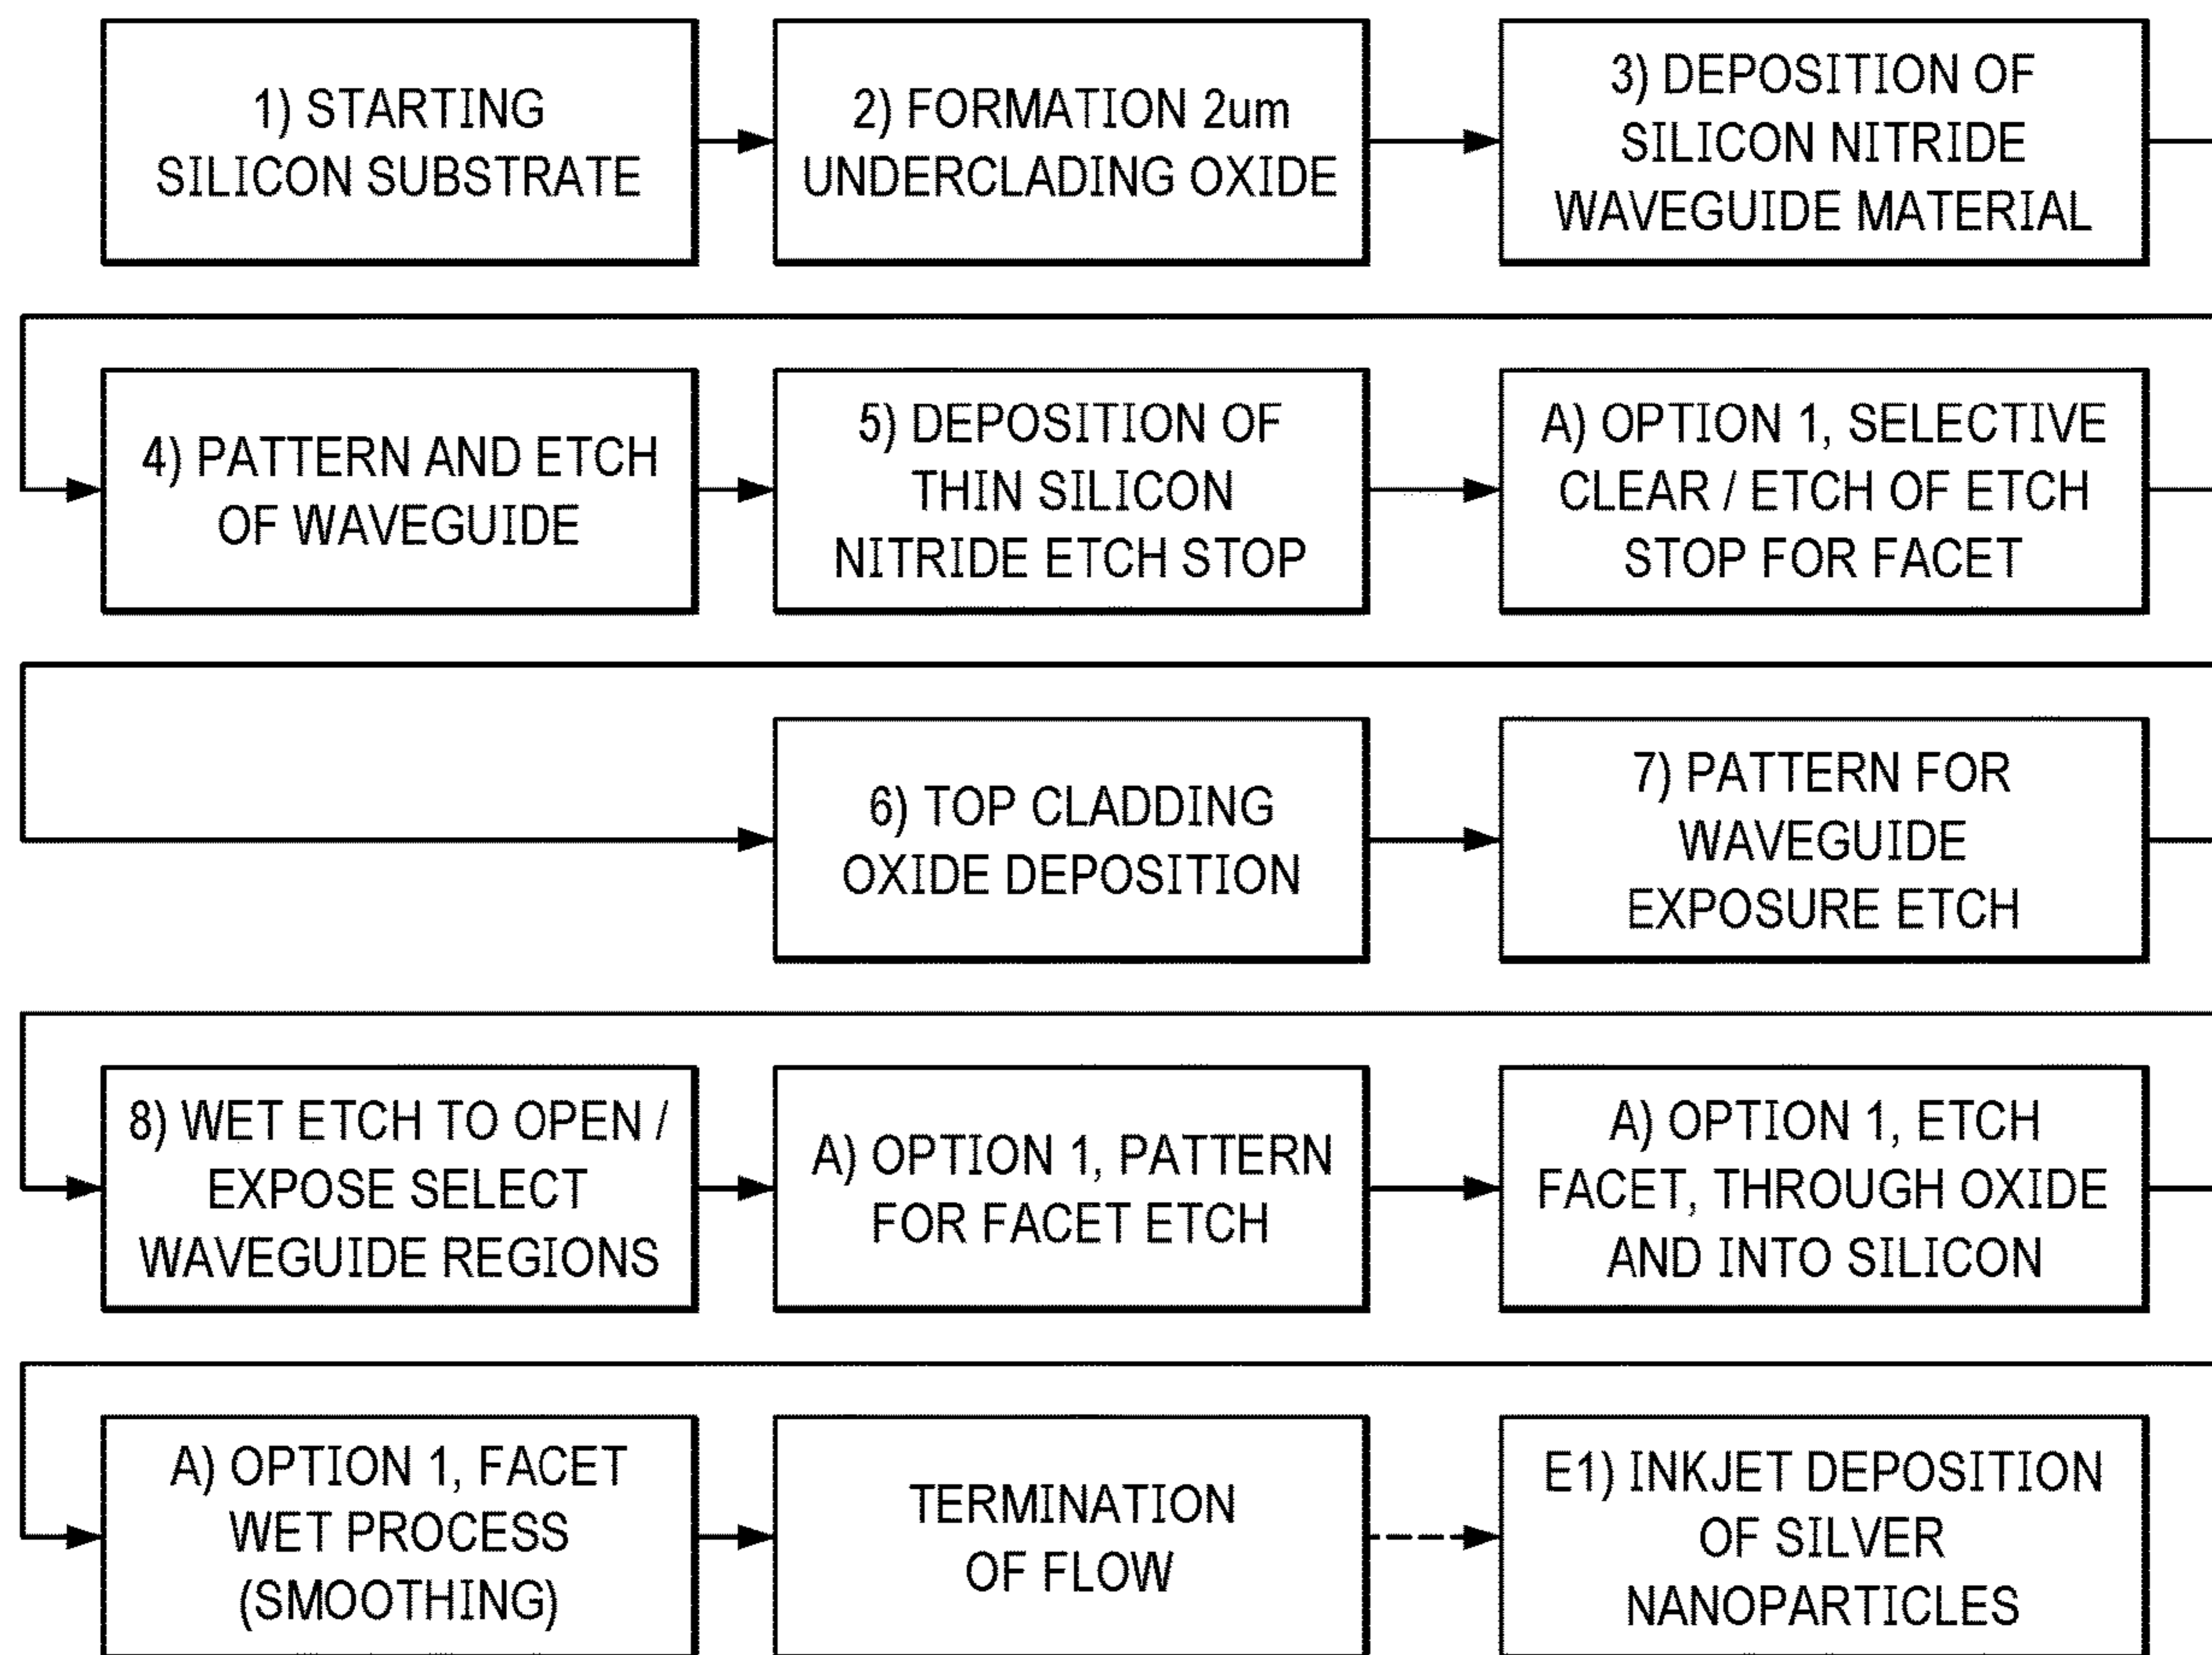 1) STARTING
SILICON SUBSTRATE
2) FORMATION 2um
UNDERCLADING OXIDE
3) DEPOSITION OF
SILICON NITRIDE
WAVEGUIDE MATERIAL
4) PATTERN AND ETCH
OF WAVEGUIDE
5) DEPOSITION OF
THIN SILICON
NITRIDE ETCH STOP
A) OPTION 1, SELECTIVE
CLEAR / ETCH OF ETCH
STOP FOR FACET
6) TOP CLADDING
OXIDE DEPOSITION
7) PATTERN FOR
WAVEGUIDE
EXPOSURE ETCH
8) WET ETCH TO OPEN /
EXPOSE SELECT
WAVEGUIDE REGIONS
A) OPTION 1, PATTERN
FOR FACET ETCH
A) OPTION 1, ETCH
FACET, THROUGH OXIDE
AND INTO SILICON
A) OPTION 1, FACET
WET PROCESS
(SMOOTHING)
TERMINATION
OF FLOW
E1) INKJET DEPOSITION
OF SILVER
NANOPARTICLES